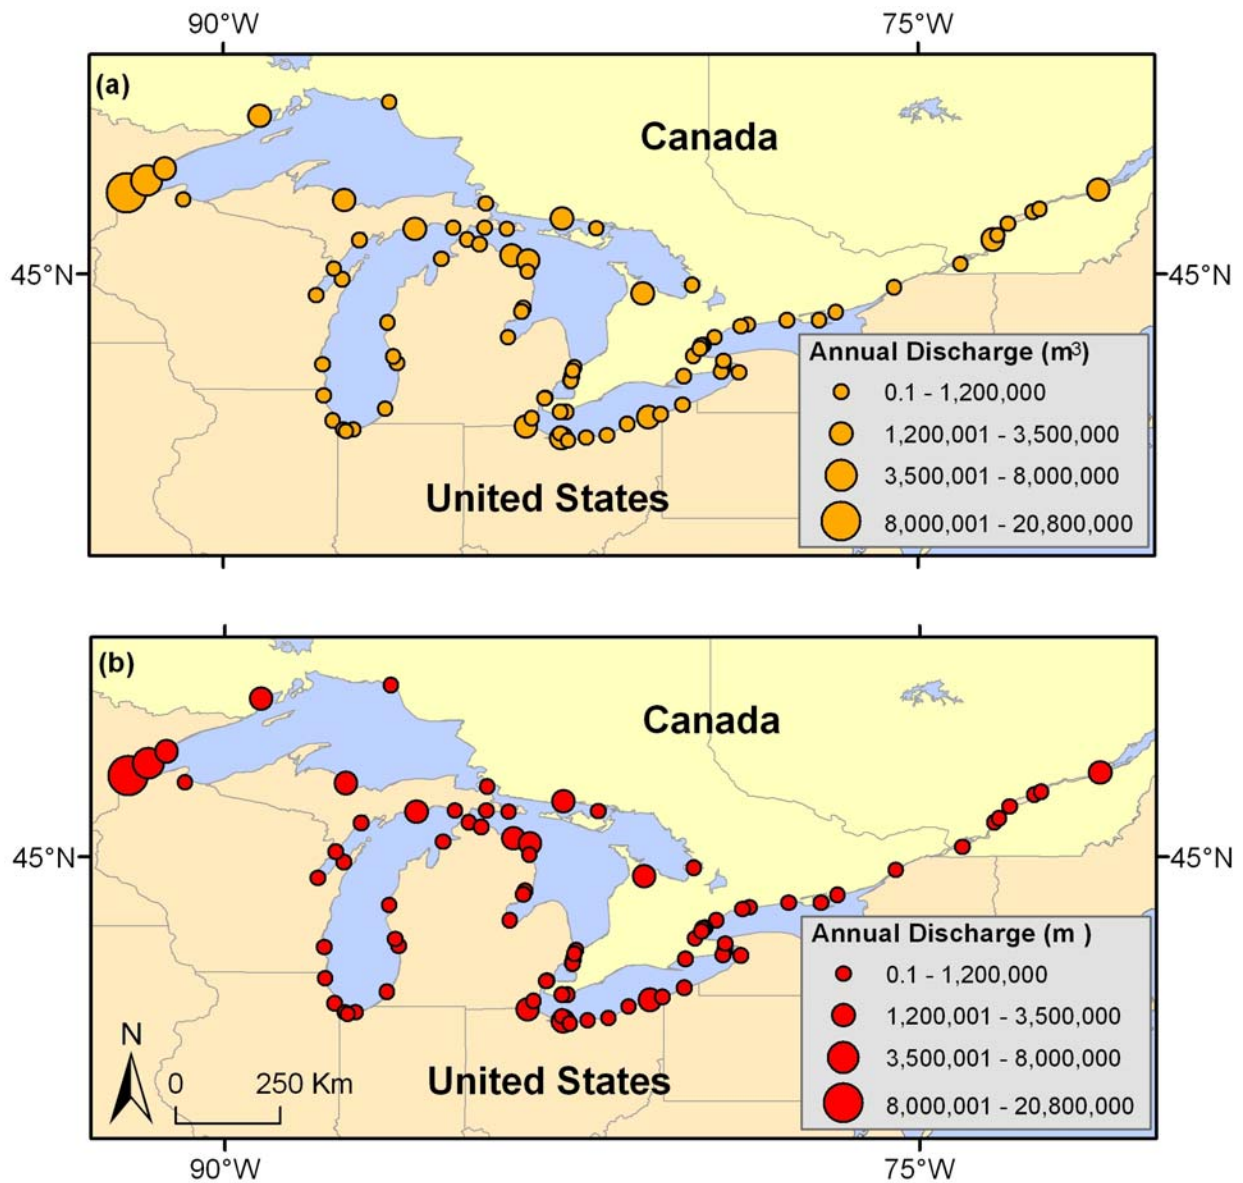 90°W 75°W
(a)
Canada
45°N 45°N
Annual Discharge (m³)
0.1 - 1,200,000
1,200,001 - 3,500,000
3,500,001 - 8,000,000
8,000,001 - 20,800,000
United States
(b)
Canada
45°N 45°N
Annual Discharge (m )
0.1 - 1,200,000
1,200,001 - 3,500,000
3,500,001 - 8,000,000
8,000,001 - 20,800,000
N
0 250 Km
United States
90°W 75°W